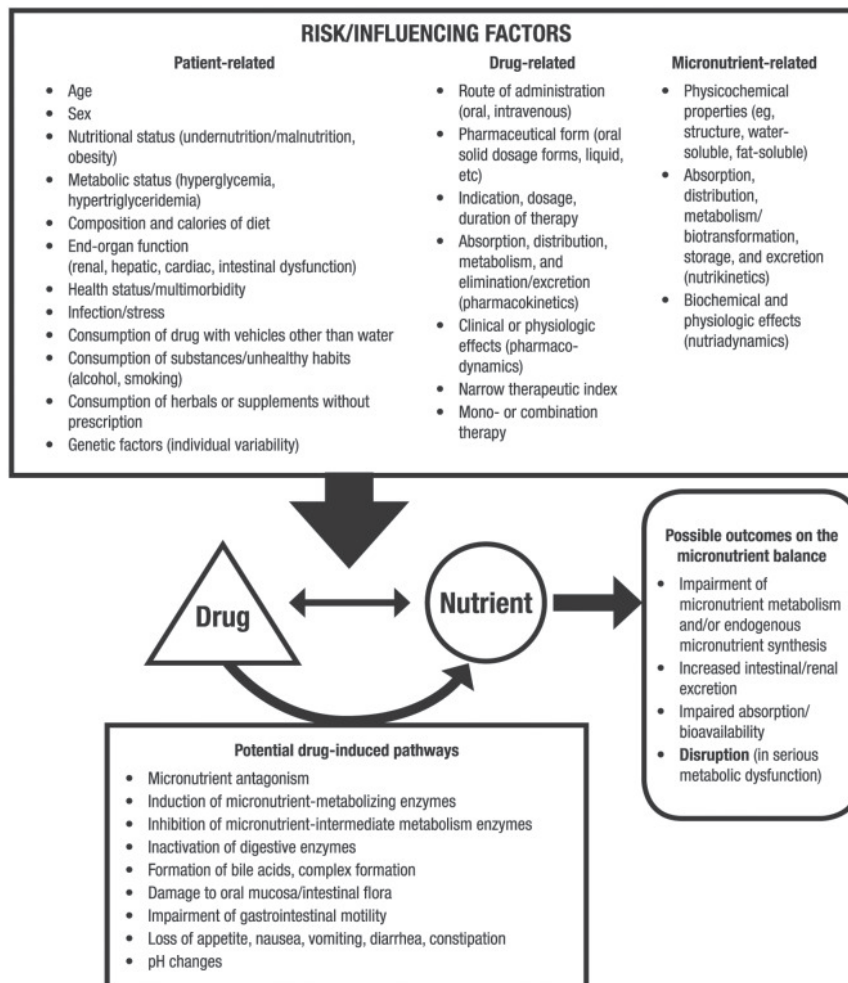 RISK/INFLUENCING FACTORS
Patient-related
• Age
• Sex
• Nutritional status (undernutrition/malnutrition,
obesity)
• Metabolic status (hyperglycemia,
hypertriglyceridemia)
• Composition and calories of diet
• End-organ function
(renal, hepatic, cardiac, intestinal dysfunction)
• Health status/multimorbidity
• Infection/stress
• Consumption of drug with vehicles other than water
• Consumption of substances/unhealthy habits
(alcohol, smoking)
• Consumption of herbals or supplements without
prescription
• Genetic factors (individual variability)
Drug-related
• Route of administration
(oral, intravenous)
• Pharmaceutical form (oral
solid dosage forms, liquid,
etc)
• Indication, dosage,
duration of therapy
• Absorption, distribution,
metabolism, and
elimination/excretion
(pharmacokinetics)
• Clinical or physiologic
effects (pharmaco-
dynamics)
• Narrow therapeutic index
• Mono- or combination
therapy
Micronutrient-related
• Physicochemical
properties (eg,
structure, water-
soluble, fat-soluble)
• Absorption,
distribution,
metabolism/
biotransformation,
storage, and excretion
(nutrikinetics)
• Biochemical and
physiologic effects
(nutriadynamics)
Drug
Nutrient
Possible outcomes on the
micronutrient balance
• Impairment of
micronutrient metabolism
and/or endogenous
micronutrient synthesis
• Increased intestinal/renal
excretion
• Impaired absorption/
bioavailability
• Disruption (in serious
metabolic dysfunction)
Potential drug-induced pathways
• Micronutrient antagonism
• Induction of micronutrient-metabolizing enzymes
• Inhibition of micronutrient-intermediate metabolism enzymes
• Inactivation of digestive enzymes
• Formation of bile acids, complex formation
• Damage to oral mucosa/intestinal flora
• Impairment of gastrointestinal motility
• Loss of appetite, nausea, vomiting, diarrhea, constipation
• pH changes